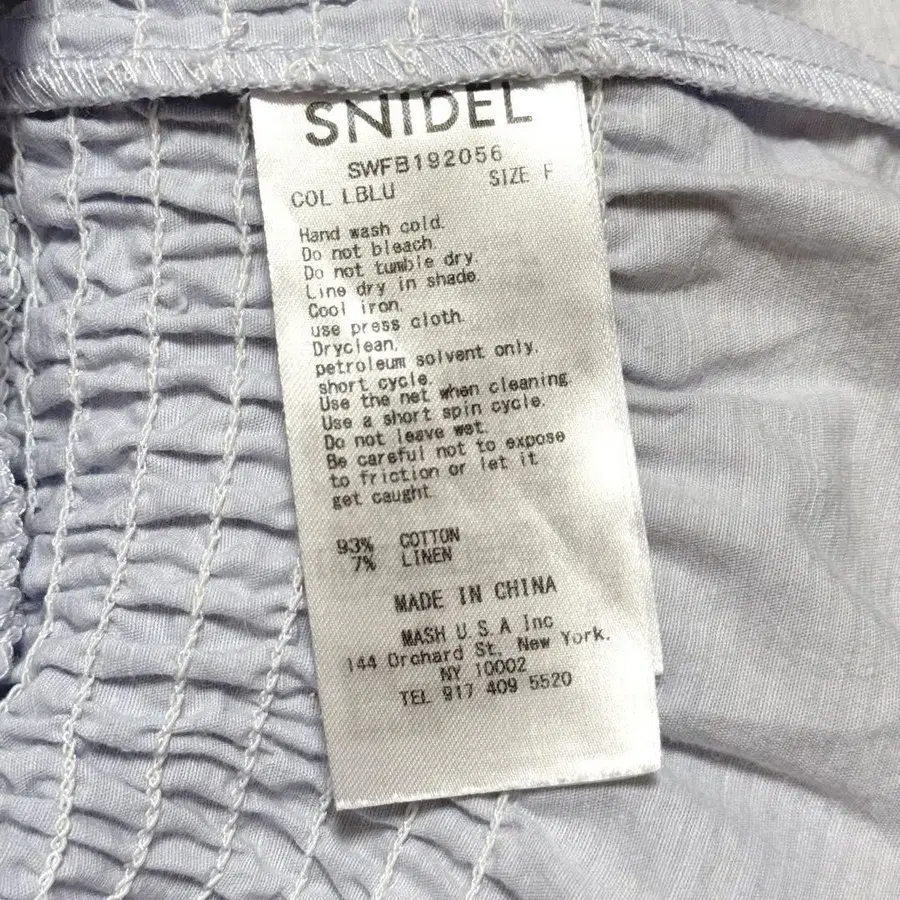 SNIDEL
SWFB192056
COL LBLU SIZE F
Hand wash cold.
Do not bleach.
Do not tumble dry.
Line dry in shade.
Cool iron.
use press cloth.
Dryclean.
petroleum solvent only.
short cycle.
Use the net when cleaning.
Use a short spin cycle.
Do not leave wet.
Be careful not to expose
to friction or let it
get caught.
93% COTTON
7% LINEN
MADE IN CHINA
MASH U.S.A Inc
144 Orchard St, New York,
NY 10002
TEL 917 409 5520